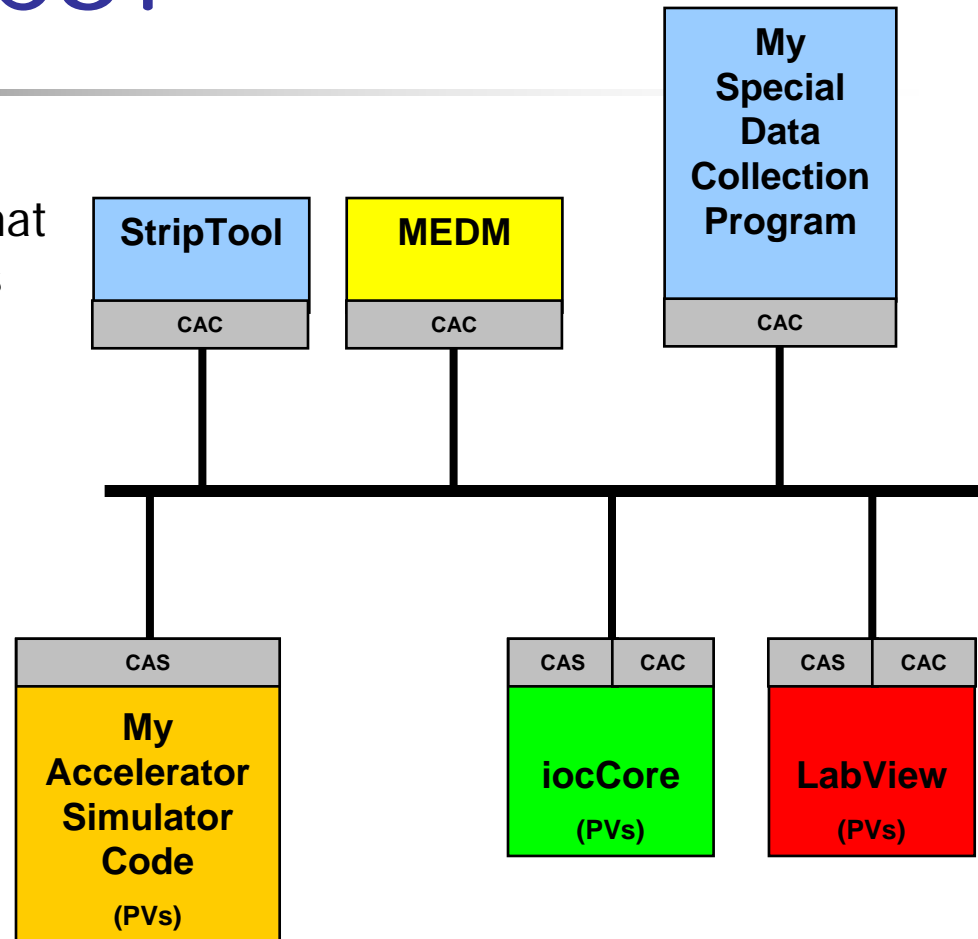 My
Special
Data
Collection
Program
StripTool
MEDM
CAC
CAC
CAC
CAS
CAS
CAC
CAS
CAC
My
Accelerator
Simulator
Code
(PVs)
iocCore
(PVs)
LabView
(PVs)